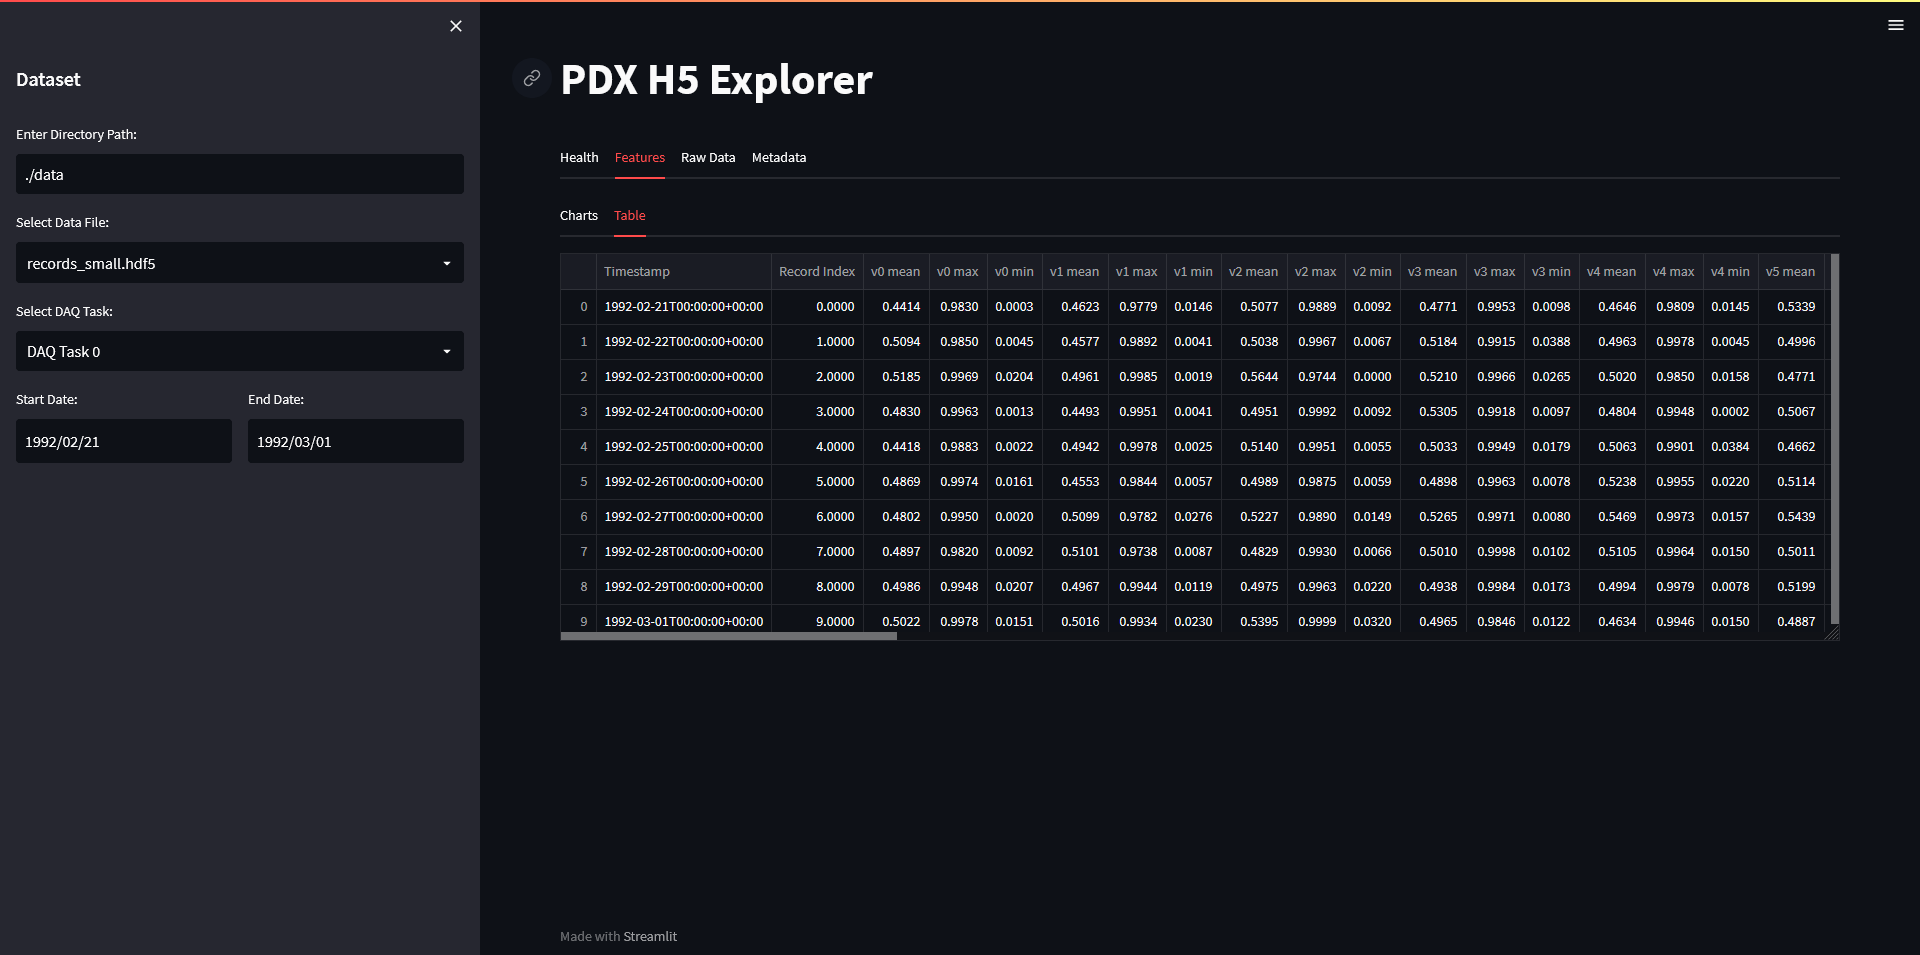 Dataset
Enter Directory Path:
./data
Select Data File:
records_small.hdf5
Select DAQ Task:
DAQ Task 0
Start Date: End Date:
1992/02/21 1992/03/01
PDX H5 Explorer
Health Features Raw Data Metadata
Charts Table
Timestamp Record Index v0 mean v0 max v0 min v1 mean v1 max v1 min v2 mean v2 max v2 min v3 mean v3 max v3 min v4 mean v4 max v4 min v5 mean
0 1992-02-21T00:00:00+00:00 0.0000 0.4414 0.9830 0.0003 0.4623 0.9779 0.0146 0.5077 0.9889 0.0092 0.4771 0.9953 0.0098 0.4646 0.9809 0.0145 0.5339
1 1992-02-22T00:00:00+00:00 1.0000 0.5094 0.9850 0.0045 0.4577 0.9892 0.0041 0.5038 0.9967 0.0067 0.5184 0.9915 0.0388 0.4963 0.9978 0.0045 0.4996
2 1992-02-23T00:00:00+00:00 2.0000 0.5185 0.9969 0.0204 0.4961 0.9985 0.0019 0.5644 0.9744 0.0000 0.5210 0.9966 0.0265 0.5020 0.9850 0.0158 0.4771
3 1992-02-24T00:00:00+00:00 3.0000 0.4830 0.9963 0.0013 0.4493 0.9951 0.0041 0.4951 0.9992 0.0092 0.5305 0.9918 0.0097 0.4804 0.9948 0.0002 0.5067
4 1992-02-25T00:00:00+00:00 4.0000 0.4418 0.9883 0.0022 0.4942 0.9978 0.0025 0.5140 0.9951 0.0055 0.5033 0.9949 0.0179 0.5063 0.9901 0.0384 0.4662
5 1992-02-26T00:00:00+00:00 5.0000 0.4869 0.9974 0.0161 0.4553 0.9844 0.0057 0.4989 0.9875 0.0059 0.4898 0.9963 0.0078 0.5238 0.9955 0.0220 0.5114
6 1992-02-27T00:00:00+00:00 6.0000 0.4802 0.9950 0.0020 0.5099 0.9782 0.0276 0.5227 0.9890 0.0149 0.5265 0.9971 0.0080 0.5469 0.9973 0.0157 0.5439
7 1992-02-28T00:00:00+00:00 7.0000 0.4897 0.9820 0.0092 0.5101 0.9738 0.0087 0.4829 0.9930 0.0066 0.5010 0.9998 0.0102 0.5105 0.9964 0.0150 0.5011
8 1992-02-29T00:00:00+00:00 8.0000 0.4986 0.9948 0.0207 0.4967 0.9944 0.0119 0.4975 0.9963 0.0220 0.4938 0.9984 0.0173 0.4994 0.9979 0.0078 0.5199
9 1992-03-01T00:00:00+00:00 9.0000 0.5022 0.9978 0.0151 0.5016 0.9934 0.0230 0.5395 0.9999 0.0320 0.4965 0.9846 0.0122 0.4634 0.9946 0.0150 0.4887
Made with Streamlit